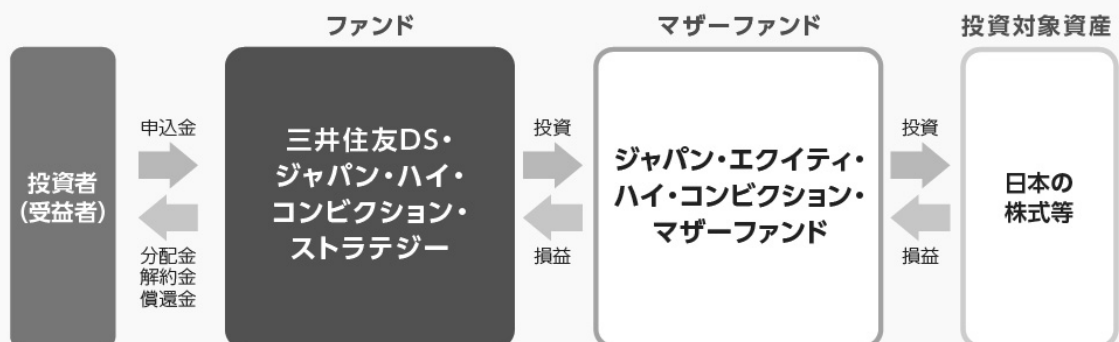 ファンド
マザーファンド
投資対象資産
投資者
(受益者)
申込金
分配金
解約金
償還金
三井住友DS・
ジャパン・ハイ・
コンビクション・
ストラテジー
投資
損益
ジャパン・エクイティ・
ハイ・コンビクション・
マザーファンド
投資
損益
日本の
株式等